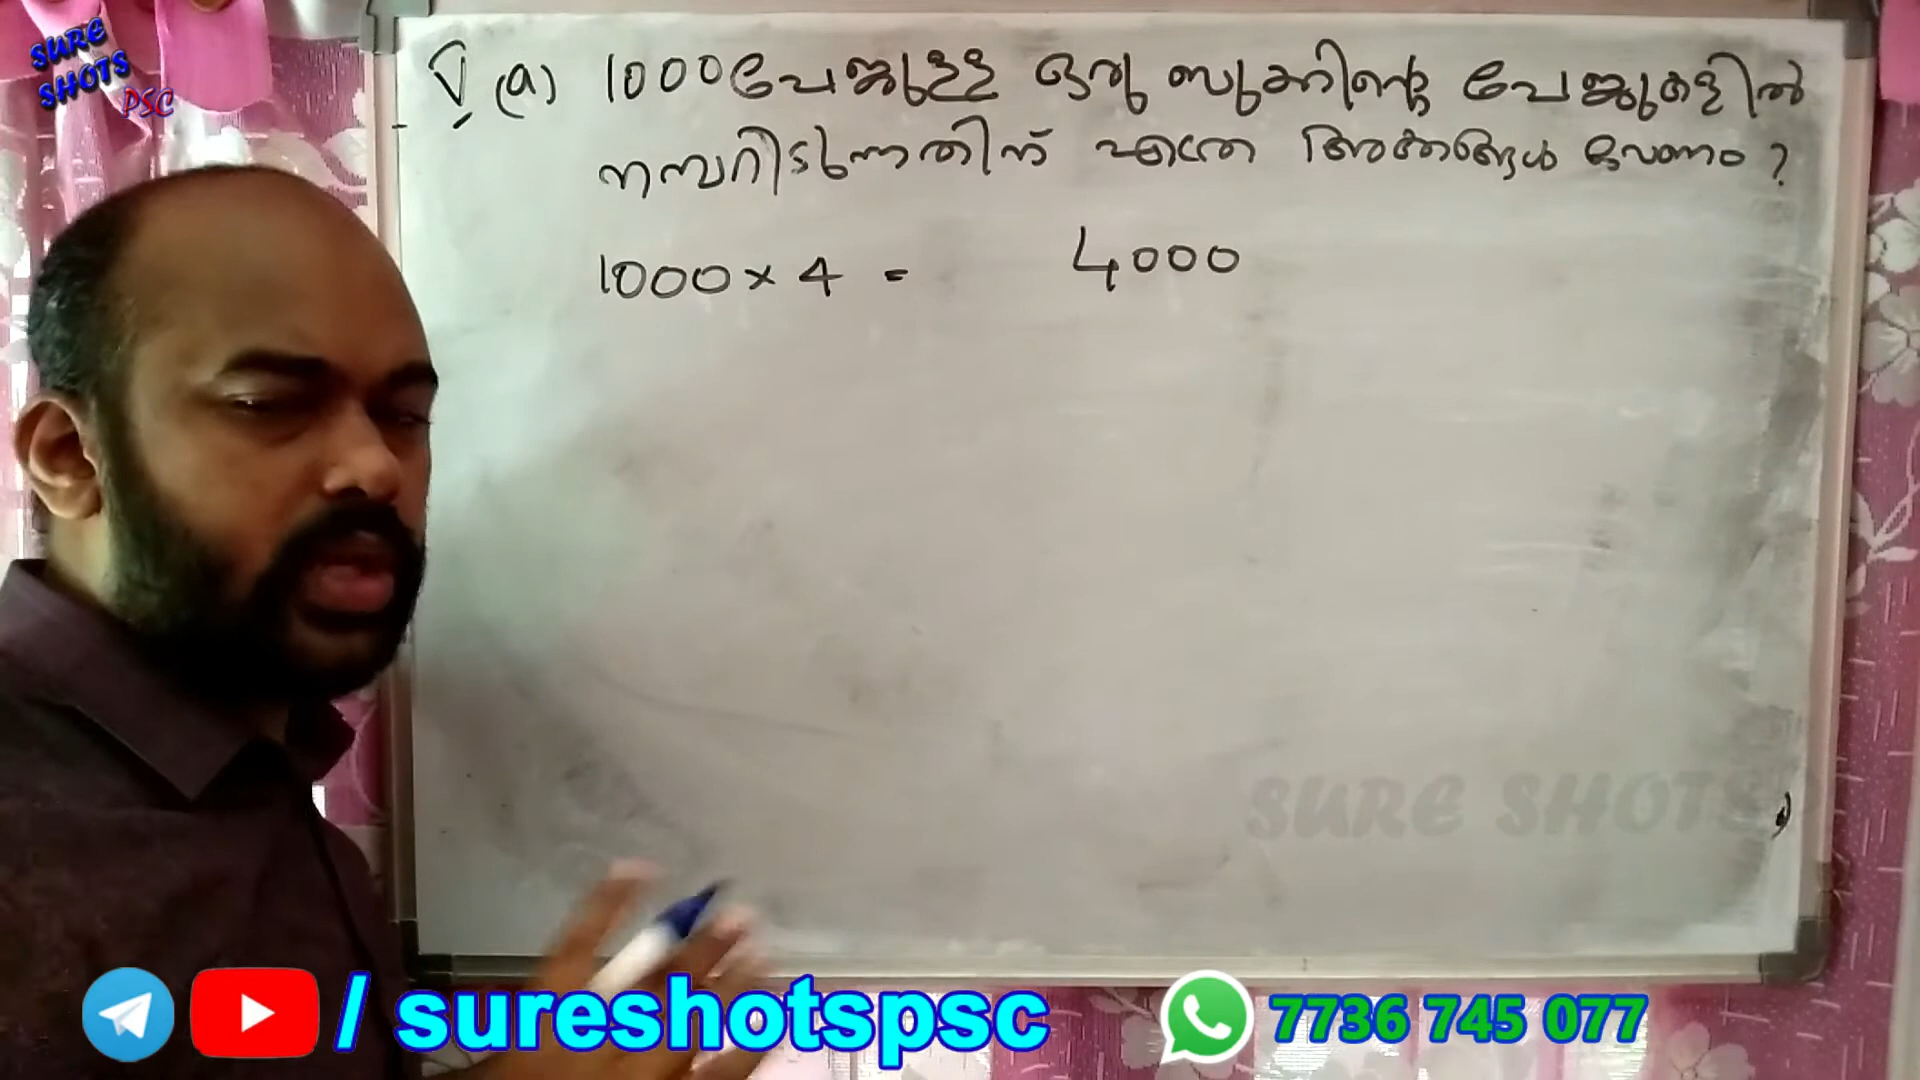 SURE
SHOTS
PSC
(a) 1000 പേജുള്ള ഒരു ബുക്കിന്റെ പേജുകളിൽ
നമ്പറിടുന്നതിന് എത്ര അക്കങ്ങൾ വേണം ?
1000 × 4 = 4000
SURE SHOTS
/ sureshotspsc
7736 745 077